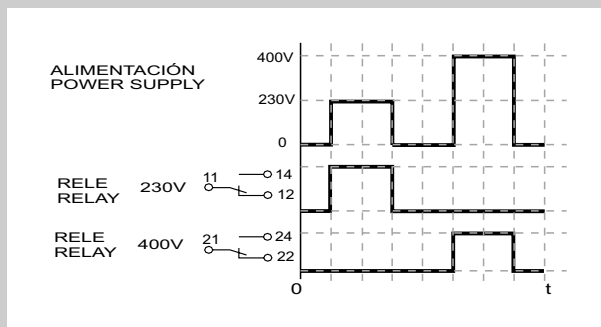 ALIMENTACIÓN
POWER SUPPLY
400V
230V
0
RELE
RELAY
230V
11
14
12
RELE
RELAY
400V
21
24
22
0
t